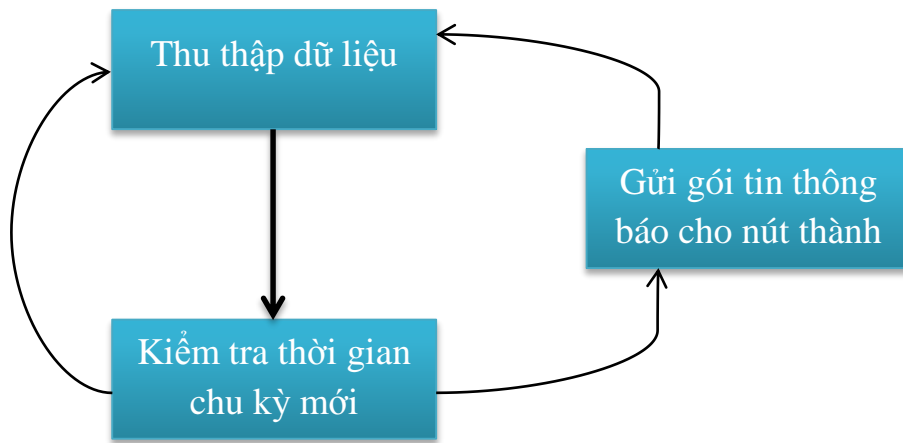 Thu thập dữ liệu
Gửi gói tin thông
báo cho nút thành
Kiểm tra thời gian
chu kỳ mới